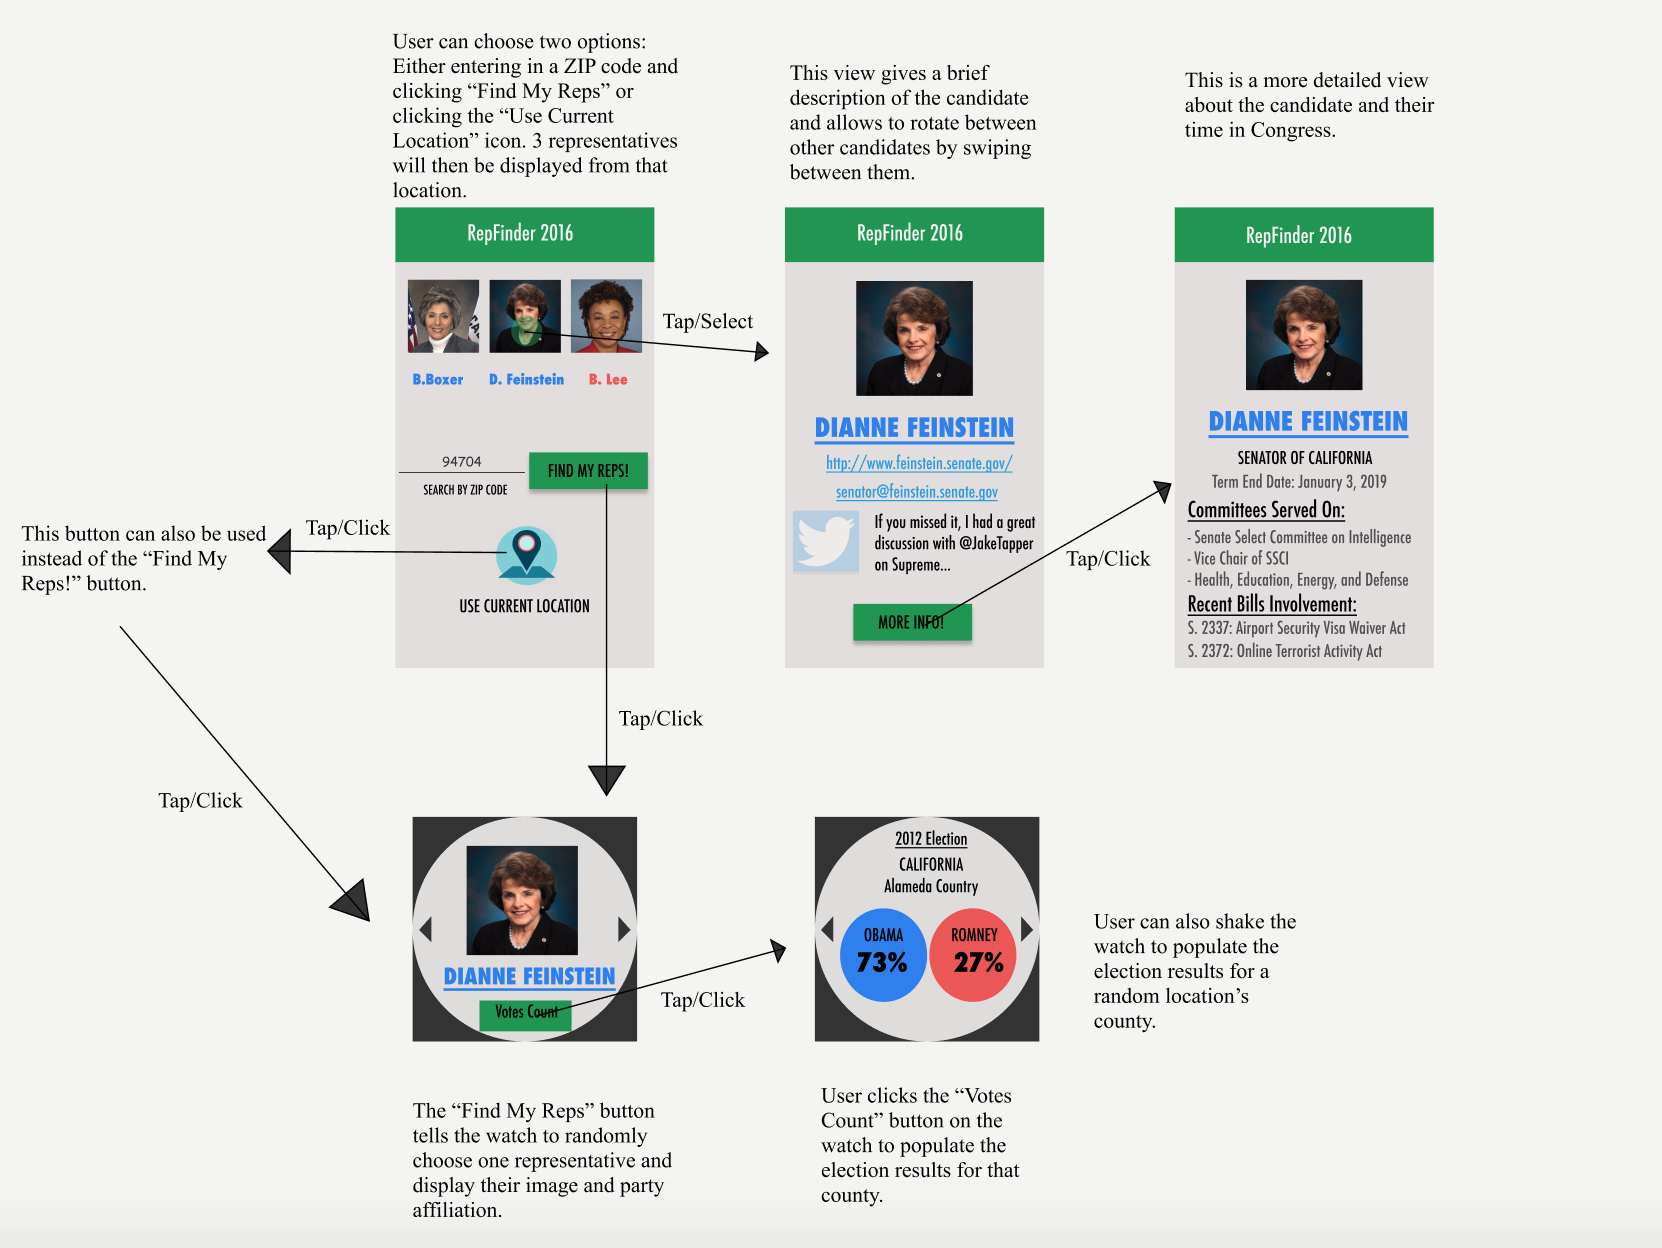 User can choose two options:
Either entering in a ZIP code and
clicking “Find My Reps” or
clicking the “Use Current
Location” icon. 3 representatives
will then be displayed from that
location.
This view gives a brief
description of the candidate
and allows to rotate between
other candidates by swiping
between them.
This is a more detailed view
about the candidate and their
time in Congress.
RepFinder 2016
B.Boxer
D. Feinstein
B. Lee
94704
SEARCH BY ZIP CODE
FIND MY REPS!
USE CURRENT LOCATION
Tap/Select
RepFinder 2016
DIANNE FEINSTEIN
http://www.feinstein.senate.gov/
senator@feinstein.senate.gov
If you missed it, I had a great
discussion with @JakeTapper
on Supreme...
MORE INFO!
Tap/Click
RepFinder 2016
DIANNE FEINSTEIN
SENATOR OF CALIFORNIA
Term End Date: January 3, 2019
Committees Served On:
- Senate Select Committee on Intelligence
- Vice Chair of SSCI
- Health, Education, Energy, and Defense
Recent Bills Involvement:
S. 2337: Airport Security Visa Waiver Act
S. 2372: Online Terrorist Activity Act
Tap/Click
This button can also be used
instead of the “Find My
Reps!” button.
Tap/Click
Tap/Click
DIANNE FEINSTEIN
Votes Count
Tap/Click
2012 Election
CALIFORNIA
Alameda Country
OBAMA
73%
ROMNEY
27%
User can also shake the
watch to populate the
election results for a
random location’s
county.
The “Find My Reps” button
tells the watch to randomly
choose one representative and
display their image and party
affiliation.
User clicks the “Votes
Count” button on the
watch to populate the
election results for that
county.